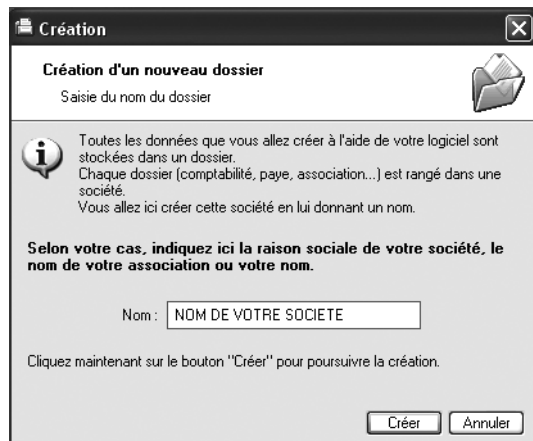 Création
Création d'un nouveau dossier
Saisie du nom du dossier
Toutes les données que vous allez créer à l'aide de votre logiciel sont
stockées dans un dossier.
Chaque dossier (comptabilité, paye, association...) est rangé dans une
société.
Vous allez ici créer cette société en lui donnant un nom.
Selon votre cas, indiquez ici la raison sociale de votre société, le
nom de votre association ou votre nom.
Nom : NOM DE VOTRE SOCIETE
Cliquez maintenant sur le bouton "Créer" pour poursuivre la création.
Créer Annuler